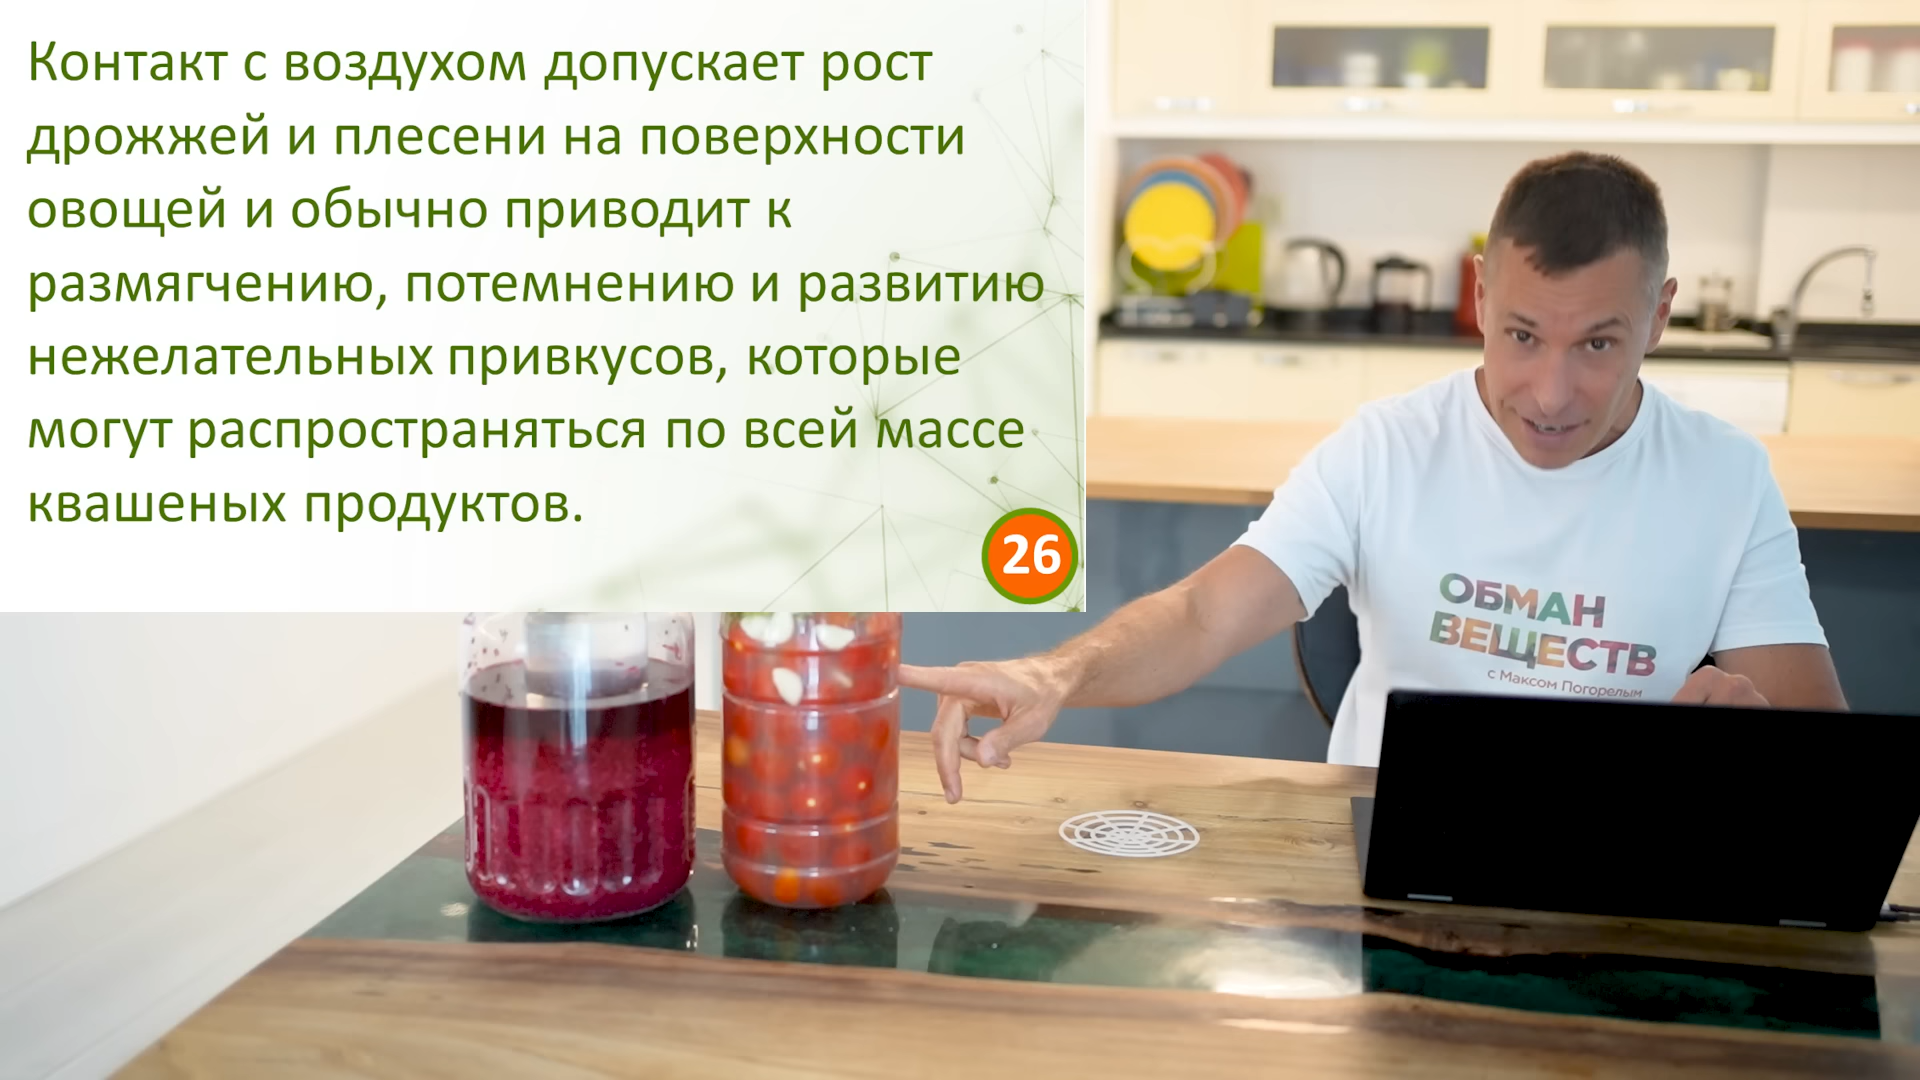 Контакт с воздухом допускает рост
дрожжей и плесени на поверхности
овощей и обычно приводит к
размягчению, потемнению и развитию
нежелательных привкусов, которые
могут распространяться по всей массе
квашеных продуктов.
26
ОБМАН
ВЕЩЕСТВ
с Максом Погорелым